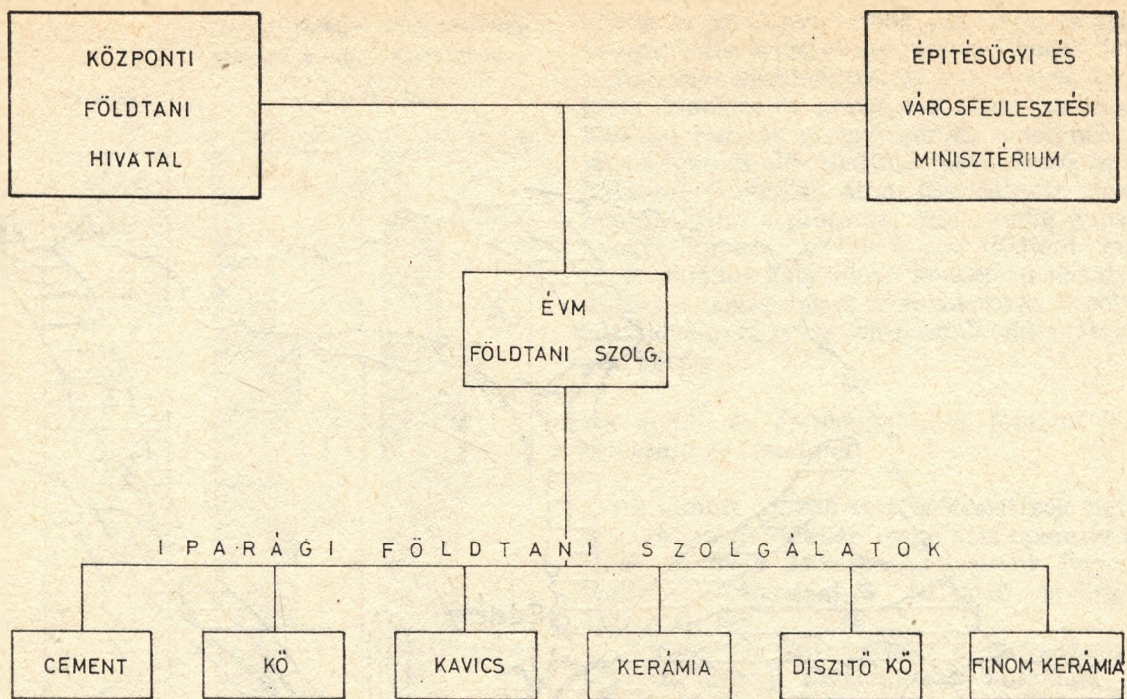 KÖZPONTI
FÖLDTANI
HIVATAL
ÉPITÉSÜGYI ÉS
VÁROSFEJLESZTÉSI
MINISZTÉRIUM
ÉVM
FÖLDTANI SZOLG.
IPARÁGI FÖLDTANI SZOLGÁLATOK
CEMENT
KŐ
KAVICS
KERÁMIA
DISZITŐ KŐ
FINOM KERÁMIA